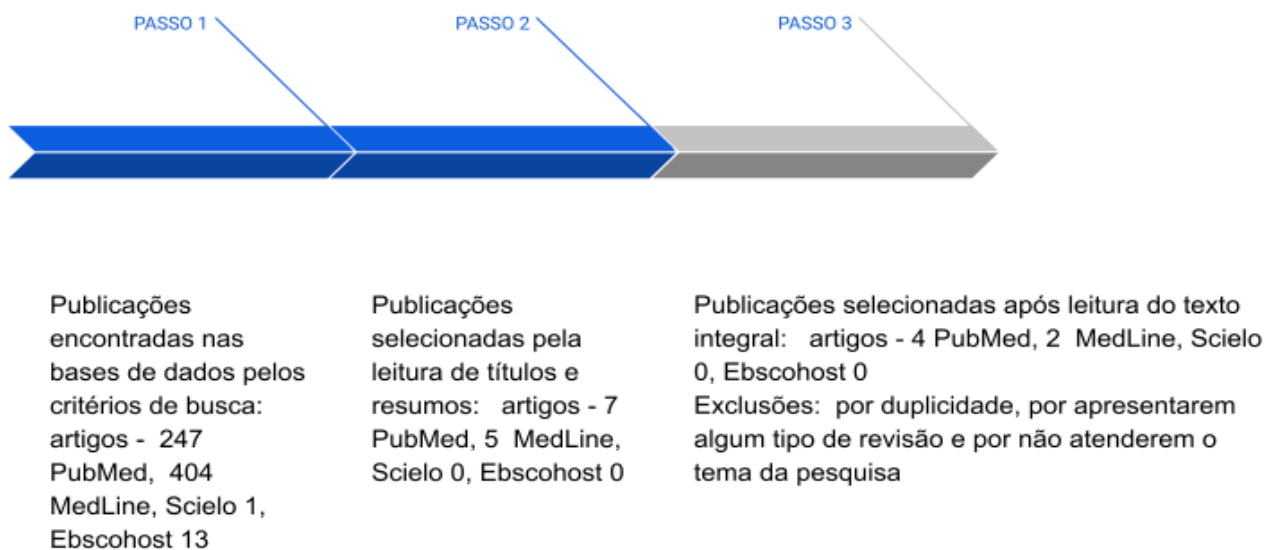 PASSO 1
PASSO 2
PASSO 3
Publicações
encontradas nas
bases de dados pelos
critérios de busca:
artigos - 247
PubMed, 404
MedLine, Scielo 1,
Ebscohost 13
Publicações
selecionadas pela
leitura de títulos e
resumos: artigos - 7
PubMed, 5 MedLine,
Scielo 0, Ebscohost 0
Publicações selecionadas após leitura do texto
integral: artigos - 4 PubMed, 2 MedLine, Scielo
0, Ebscohost 0
Exclusões: por duplicidade, por apresentarem
algum tipo de revisão e por não atenderem o
tema da pesquisa